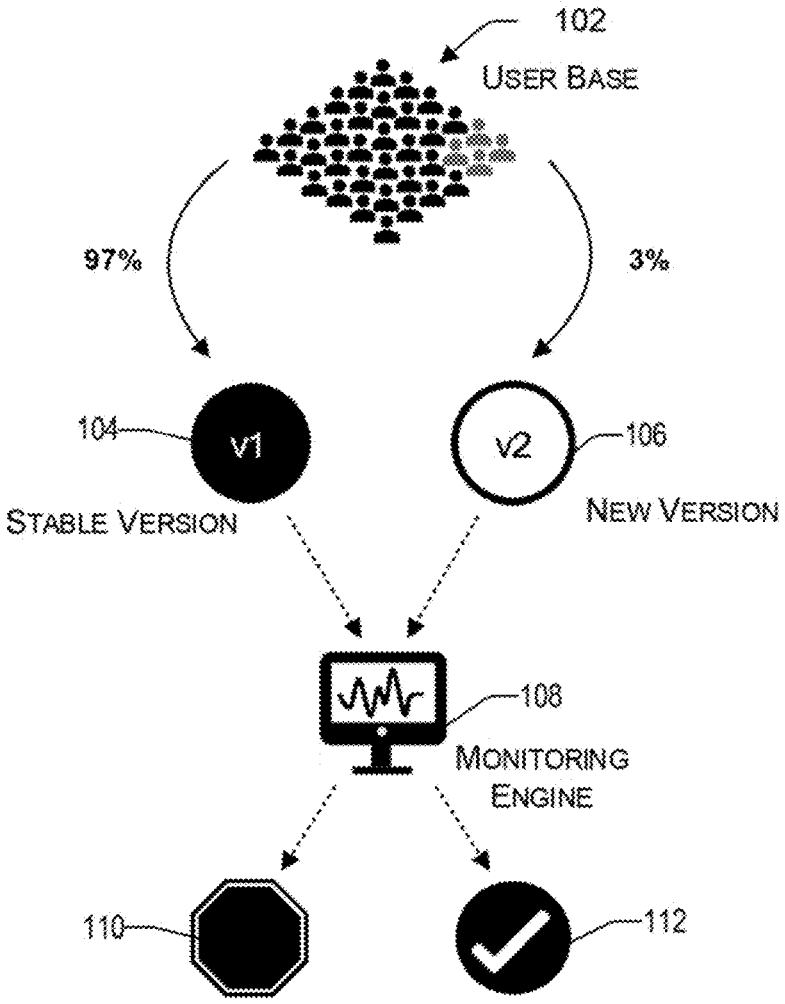 102
USER BASE
97%
3%
104
v1
v2
106
STABLE VERSION
NEW VERSION
108
MONITORING
ENGINE
110
112